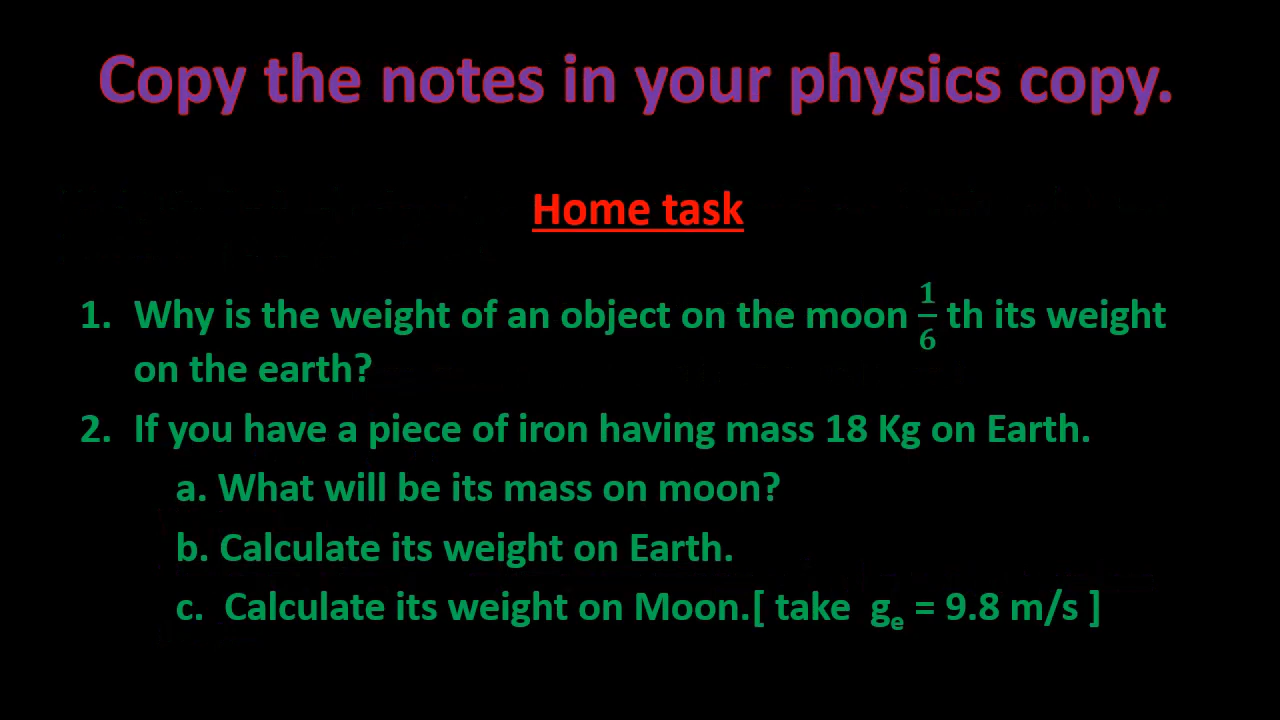 Copy the notes in your physics copy.
Home task
1. Why is the weight of an object on the moon 1/6 th its weight
on the earth?
2. If you have a piece of iron having mass 18 Kg on Earth.
a. What will be its mass on moon?
b. Calculate its weight on Earth.
c. Calculate its weight on Moon.[ take gₑ = 9.8 m/s ]